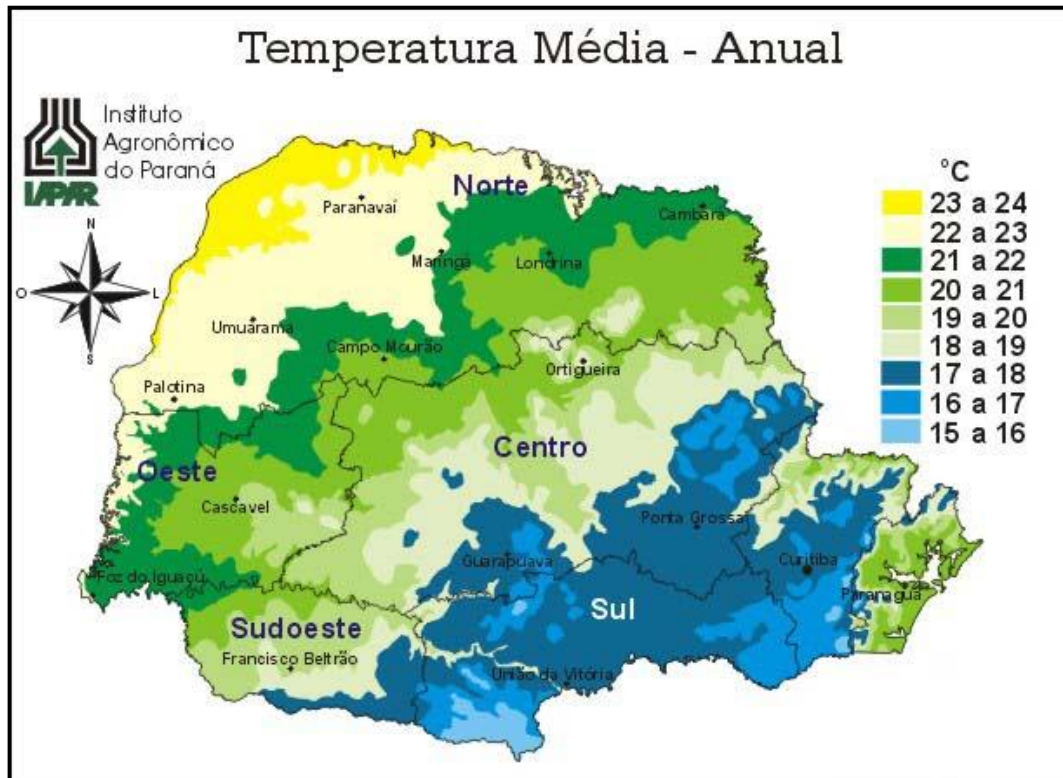 Temperatura Média - Anual
Instituto
Agronômico
do Paraná
IAPAR
N
O
L
S
°C
23 a 24
22 a 23
21 a 22
20 a 21
19 a 20
18 a 19
17 a 18
16 a 17
15 a 16
Norte
Paranavaí
Cambará
Maringá
Londrina
Umuarama
Campo Mourão
Ortigueira
Palotina
Centro
Oeste
Cascavel
Ponta Grossa
Guarapuava
Curitiba
Foz do Iguaçú
Paranaguá
Sul
Sudoeste
Francisco Beltrão
União da Vitória